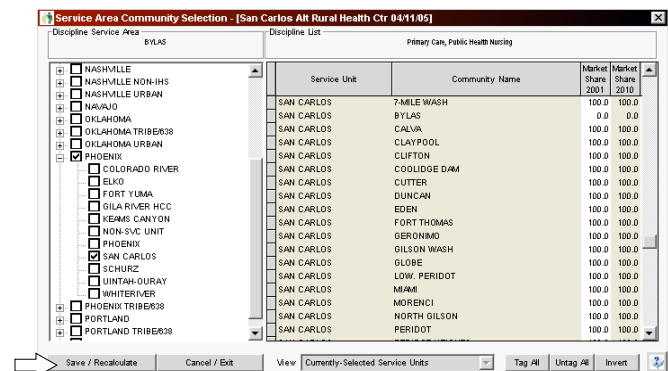 Service Area Community Selection - [San Carlos Alt Rural Health Ctr 04/11/05]
Discipline Service Area
BYLAS
Discipline List
Primary Care, Public Health Nursing
NASHVILLE
NASHVILLE NON-IHS
NASHVILLE URBAN
NAVAJO
OKLAHOMA
OKLAHOMA TRIBE/638
OKLAHOMA URBAN
PHOENIX
COLORADO RIVER
ELKO
FORT YUMA
GILA RIVER HCC
KEAMS CANYON
NON-SVC UNIT
PHOENIX
SAN CARLOS
SCHURZ
UINTAH-OURAY
WHITERIVER
PHOENIX TRIBE/638
PORTLAND
PORTLAND TRIBE/638
Service Unit Community Name Market Share 2001 Market Share 2010
SAN CARLOS 7-MILE WASH 100.0 100.0
SAN CARLOS BYLAS 0.0 0.0
SAN CARLOS CALVA 100.0 100.0
SAN CARLOS CLAYPOOL 100.0 100.0
SAN CARLOS CLIFTON 100.0 100.0
SAN CARLOS COOLIDGE DAM 100.0 100.0
SAN CARLOS CUTTER 100.0 100.0
SAN CARLOS DUNCAN 100.0 100.0
SAN CARLOS EDEN 100.0 100.0
SAN CARLOS FORT THOMAS 100.0 100.0
SAN CARLOS GERONIMO 100.0 100.0
SAN CARLOS GILSON WASH 100.0 100.0
SAN CARLOS GLOBE 100.0 100.0
SAN CARLOS LOW. PERIDOT 100.0 100.0
SAN CARLOS MIAMI 100.0 100.0
SAN CARLOS MORENCI 100.0 100.0
SAN CARLOS NORTH GILSON 100.0 100.0
SAN CARLOS PERIDOT 100.0 100.0
Save / Recalculate
Cancel / Exit
View
Currently-Selected Service Units
Tag All
Untag All
Invert